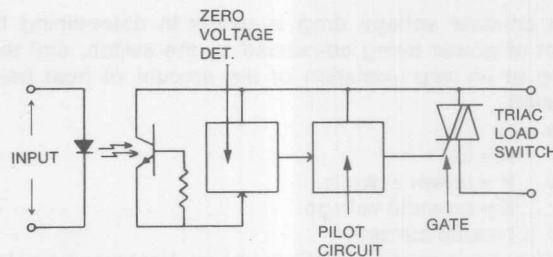 ZERO
VOLTAGE
DET.
INPUT
TRIAC
LOAD
SWITCH
PILOT
CIRCUIT
GATE